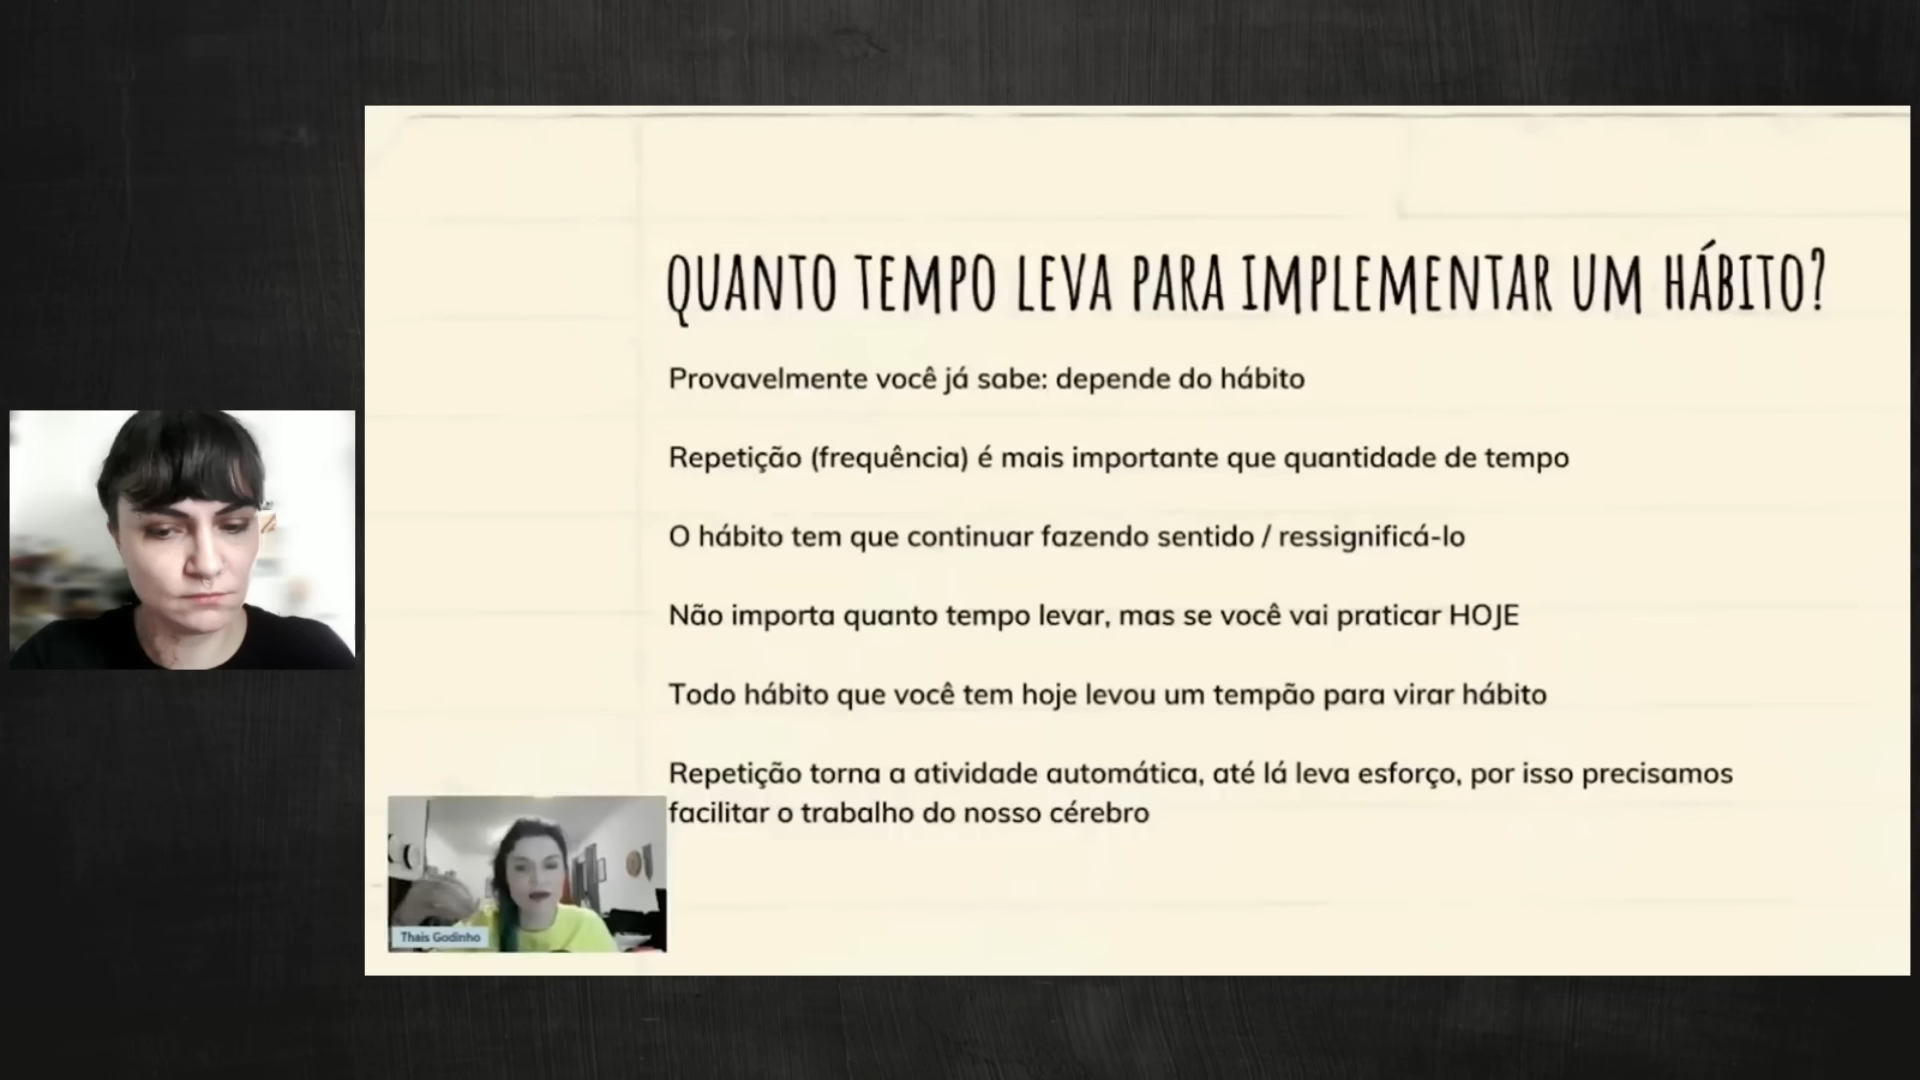 QUANTO TEMPO LEVA PARA IMPLEMENTAR UM HÁBITO?
Provavelmente você já sabe: depende do hábito
Repetição (frequência) é mais importante que quantidade de tempo
O hábito tem que continuar fazendo sentido / ressignificá-lo
Não importa quanto tempo levar, mas se você vai praticar HOJE
Todo hábito que você tem hoje levou um tempão para virar hábito
Repetição torna a atividade automática, até lá leva esforço, por isso precisamos
facilitar o trabalho do nosso cérebro
Thais Godinho